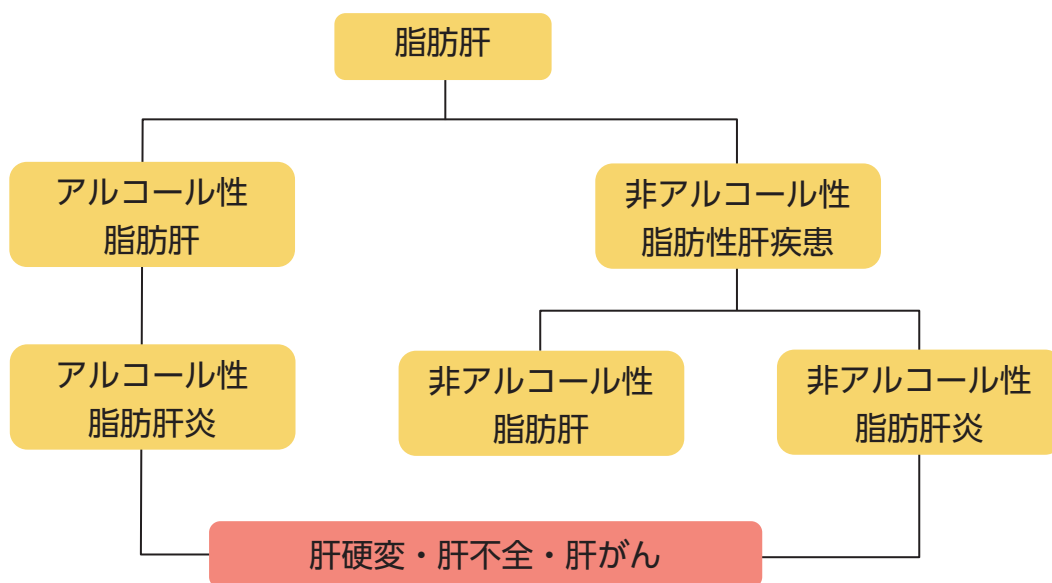 脂肪肝
アルコール性
脂肪肝
非アルコール性
脂肪性肝疾患
アルコール性
脂肪肝炎
非アルコール性
脂肪肝
非アルコール性
脂肪肝炎
肝硬変・肝不全・肝がん